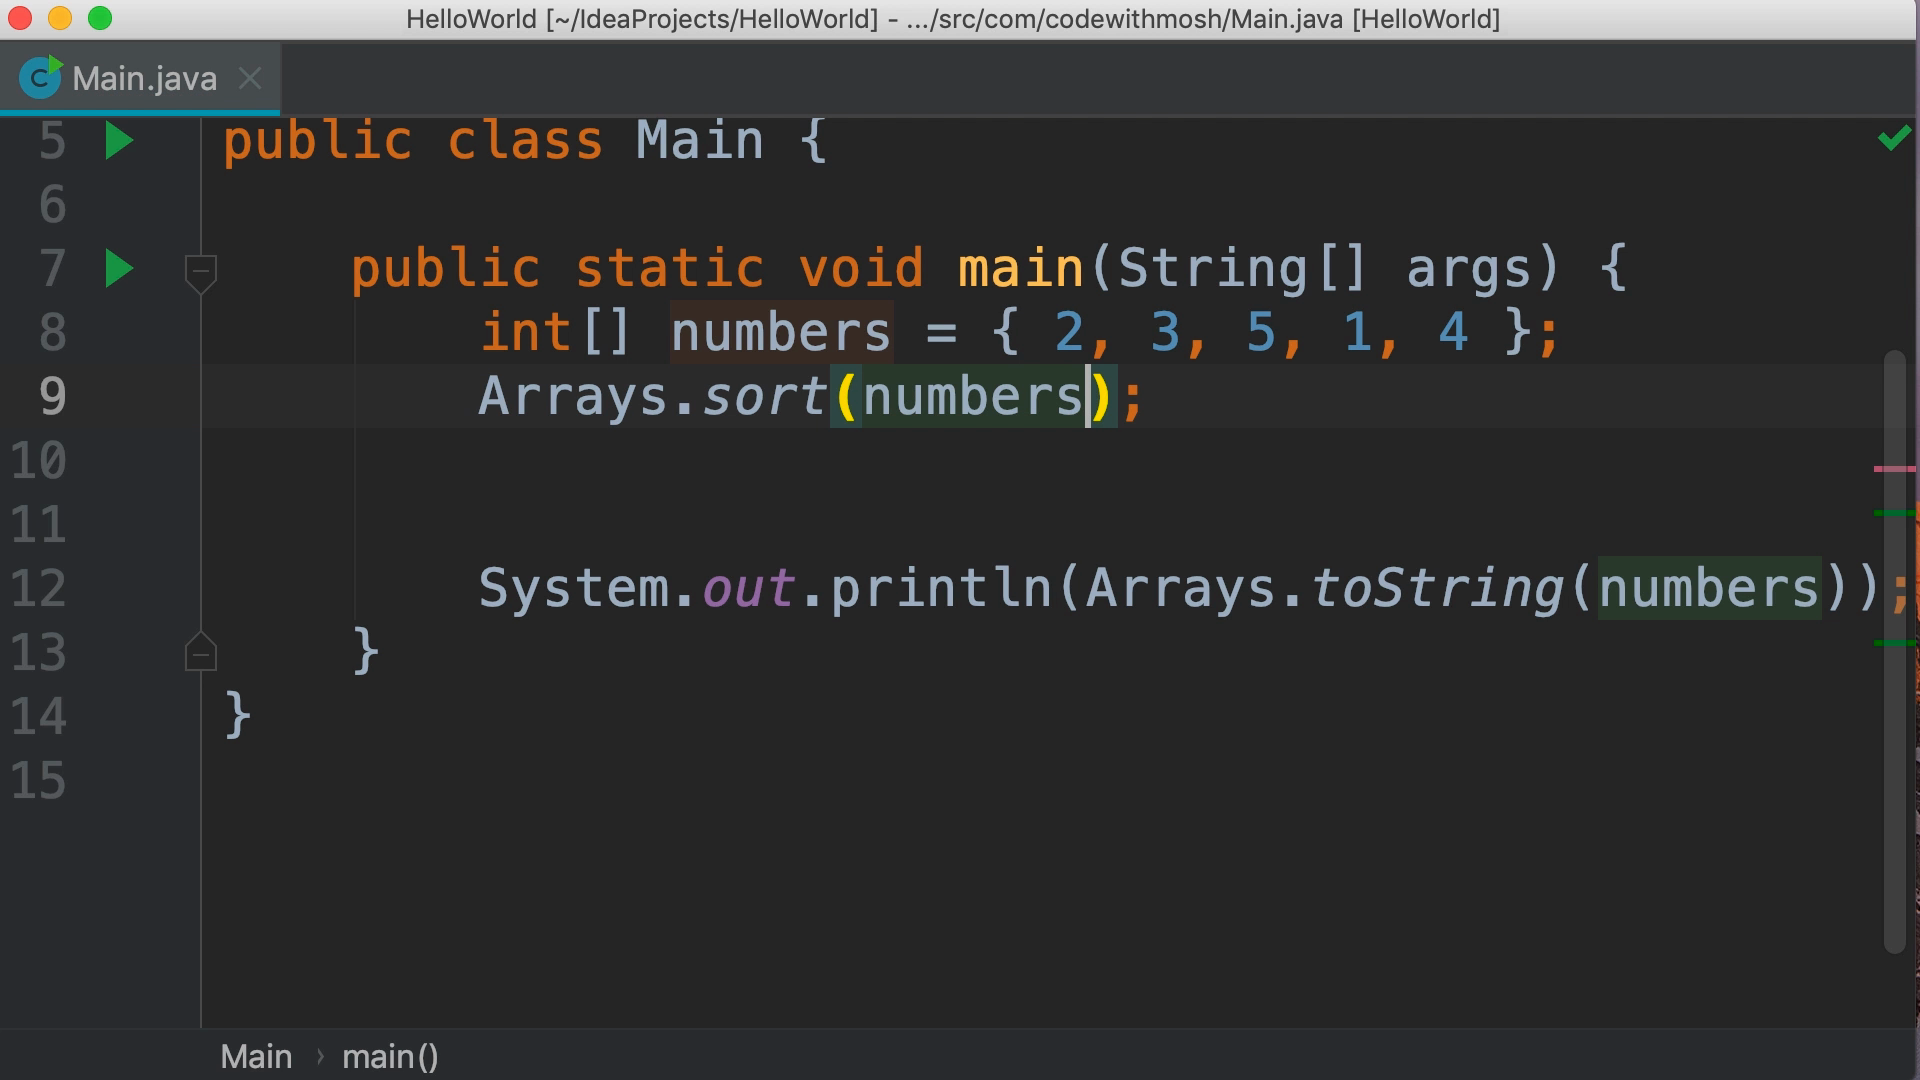 HelloWorld [~/IdeaProjects/HelloWorld] - .../src/com/codewithmosh/Main.java [HelloWorld]
C Main.java
5 public class Main {
6
7 public static void main(String[] args) {
8 int[] numbers = { 2, 3, 5, 1, 4 };
9 Arrays.sort(numbers);
10
11
12 System.out.println(Arrays.toString(numbers));
13 }
14 }
15
Main › main()